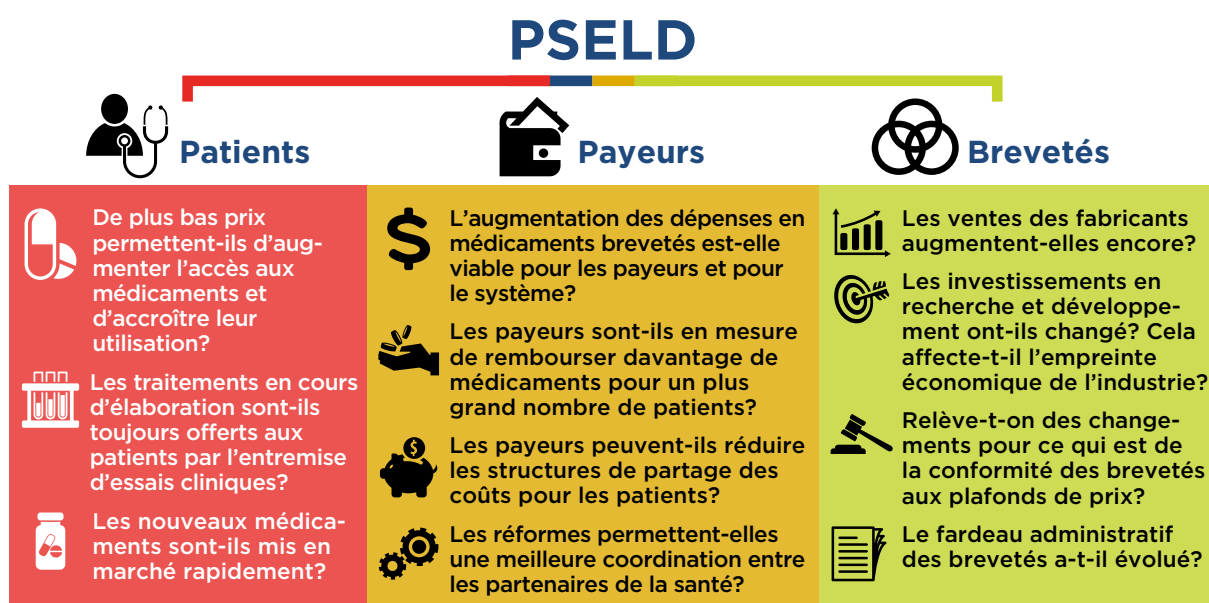 PSELD
Patients
De plus bas prix
permettent-ils d'aug-
menter l'accès aux
médicaments et
d'accroître leur
utilisation?
Les traitements en cours
d'élaboration sont-ils
toujours offerts aux
patients par l'entremise
d'essais cliniques?
Les nouveaux médica-
ments sont-ils mis en
marché rapidement?
Payeurs
$
L'augmentation des dépenses en
médicaments brevetés est-elle
viable pour les payeurs et pour
le système?
Les payeurs sont-ils en mesure
de rembourser davantage de
médicaments pour un plus
grand nombre de patients?
$
Les payeurs peuvent-ils réduire
les structures de partage des
coûts pour les patients?
Les réformes permettent-elles
une meilleure coordination entre
les partenaires de la santé?
Brevetés
Les ventes des fabricants
augmentent-elles encore?
Les investissements en
recherche et développe-
ment ont-ils changé? Cela
affecte-t-il l'empreinte
économique de l'industrie?
Relève-t-on des change-
ments pour ce qui est de
la conformité des brevetés
aux plafonds de prix?
Le fardeau administratif
des brevetés a-t-il évolué?